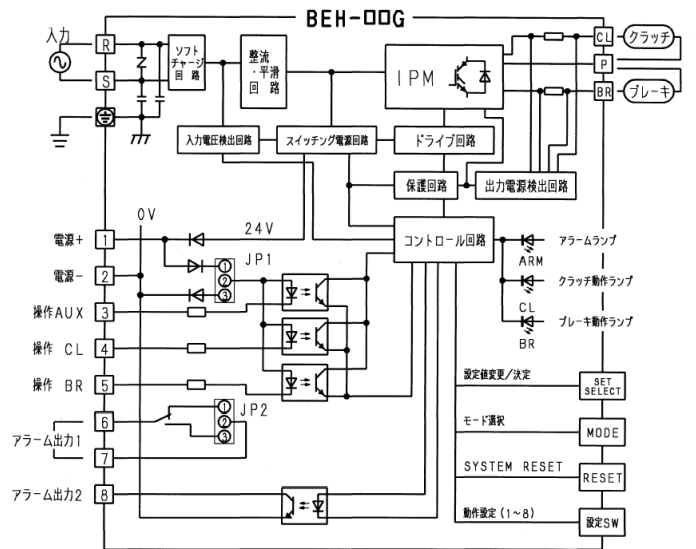 BEH-□□G
入力
R
S
ソフト
チャージ
回路
整流
・平滑
回路
IPM
CL
クラッチ
P
BR
ブレーキ
入力電圧検出回路
スイッチング電源回路
ドライブ回路
保護回路
出力電源検出回路
0V
24V
コントロール回路
電源+
1
JP1
①
②
③
電源-
2
操作AUX
3
操作 CL
4
操作 BR
5
アラームランプ
ARM
クラッチ動作ランプ
CL
ブレーキ動作ランプ
BR
6
JP2
①
②
③
アラーム出力1
7
アラーム出力2
8
設定値変更/決定
SET
SELECT
モード選択
MODE
SYSTEM RESET
RESET
動作設定(1~8)
設定SW